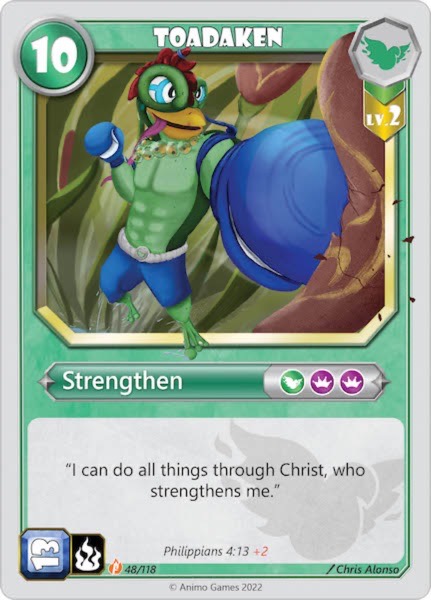 10
TOADAKEN
LV.2
Strengthen
“I can do all things through Christ, who
strengthens me.”
Philippians 4:13 +2
13
48/118
/ Chris Alonso
© Animo Games 2022